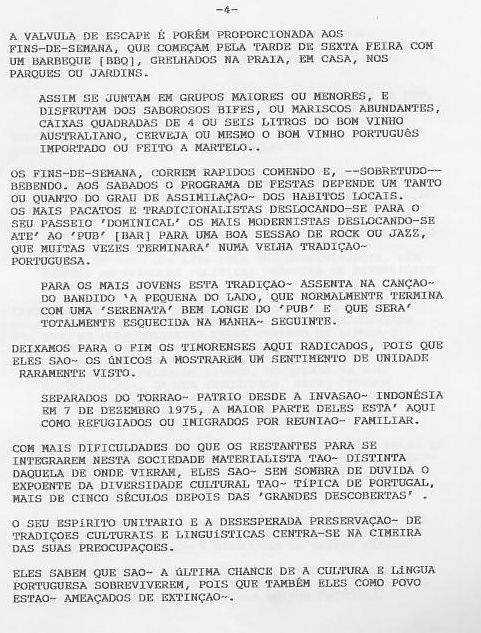 -4-
A VALVULA DE ESCAPE É PORÉM PROPORCIONADA AOS
FINS-DE-SEMANA, QUE COMEÇAM PELA TARDE DE SEXTA FEIRA COM
UM BARBEQUE [BBQ], GRELHADOS NA PRAIA, EM CASA, NOS
PARQUES OU JARDINS.
ASSIM SE JUNTAM EM GRUPOS MAIORES OU MENORES, E
DISFRUTAM DOS SABOROSOS BIFES, OU MARISCOS ABUNDANTES,
CAIXAS QUADRADAS DE 4 OU SEIS LITROS DO BOM VINHO
AUSTRALIANO, CERVEJA OU MESMO O BOM VINHO PORTUGUêS
IMPORTADO OU FEITO A MARTELO..
OS FINS-DE-SEMANA, CORREM RAPIDOS COMENDO E, --SOBRETUDO--
BEBENDO. AOS SABADOS O PROGRAMA DE FESTAS DEPENDE UM TANTO
OU QUANTO DO GRAU DE ASSIMILAÇAO~ DOS HABITOS LOCAIS.
OS MAIS PACATOS E TRADICIONALISTAS DESLOCANDO-SE PARA O
SEU PASSEIO 'DOMINICAL' OS MAIS MODERNISTAS DESLOCANDO-SE
ATE' AO 'PUB' [BAR] PARA UMA BOA SESSAO DE ROCK OU JAZZ,
QUE MUITAS VEZES TERMINARA' NUMA VELHA TRADIÇAO~
PORTUGUESA.
PARA OS MAIS JOVENS ESTA TRADIÇAO~ ASSENTA NA CANÇAO~
DO BANDIDO 'A PEQUENA DO LADO, QUE NORMALMENTE TERMINA
COM UMA 'SERENATA' BEM LONGE DO 'PUB' E QUE SERA'
TOTALMENTE ESQUECIDA NA MANHA~ SEGUINTE.
DEIXAMOS PARA O FIM OS TIMORENSES AQUI RADICADOS, POIS QUE
ELES SAO~ OS úNICOS A MOSTRAREM UM SENTIMENTO DE UNIDADE
RARAMENTE VISTO.
SEPARADOS DO TORRAO~ PATRIO DESDE A INVASAO~ INDONÉSIA
EM 7 DE DEZEMBRO 1975, A MAIOR PARTE DELES ESTA' AQUI
COMO REFUGIADOS OU IMIGRADOS POR REUNIAO~ FAMILIAR.
COM MAIS DIFICULDADES DO QUE OS RESTANTES PARA SE
INTEGRAREM NESTA SOCIEDADE MATERIALISTA TAO~ DISTINTA
DAQUELA DE ONDE VIERAM, ELES SAO~ SEM SOMBRA DE DUVIDA O
EXPOENTE DA DIVERSIDADE CULTURAL TAO~ TíPICA DE PORTUGAL,
MAIS DE CINCO SÉCULOS DEPOIS DAS 'GRANDES DESCOBERTAS' .
O SEU ESPíRITO UNITARIO E A DESESPERADA PRESERVAÇAO~ DE
TRADIÇOES CULTURAIS E LINGUíSTICAS CENTRA-SE NA CIMEIRA
DAS SUAS PREOCUPAÇOES.
ELES SABEM QUE SAO~ A úLTIMA CHANCE DE A CULTURA E LíNGUA
PORTUGUESA SOBREVIVEREM, POIS QUE TAMBÉM ELES COMO POVO
ESTAO~ AMEAÇADOS DE EXTINÇAO~.